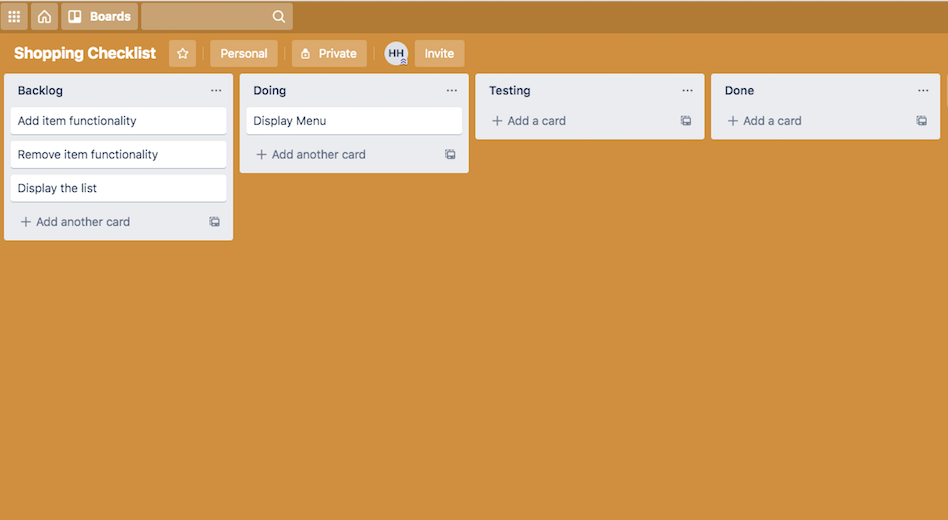 Boards
Shopping Checklist
Personal
Private
HH
Invite
Backlog
Add item functionality
Remove item functionality
Display the list
+ Add another card
Doing
Display Menu
+ Add another card
Testing
+ Add a card
Done
+ Add a card